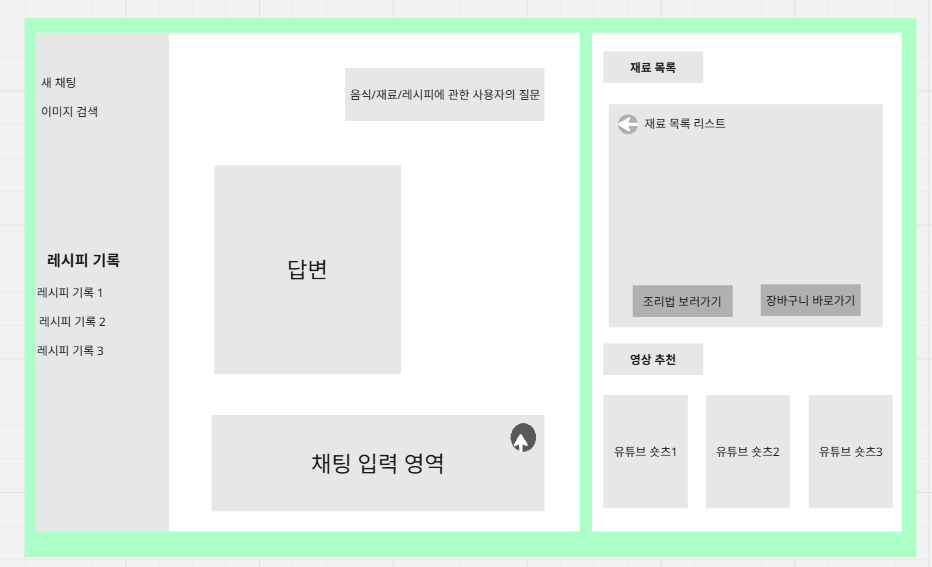 새 채팅
이미지 검색
레시피 기록
레시피 기록 1
레시피 기록 2
레시피 기록 3
음식/재료/레시피에 관한 사용자의 질문
답변
채팅 입력 영역
재료 목록
재료 목록 리스트
조리법 보러가기
장바구니 바로가기
영상 추천
유튜브 숏츠1
유튜브 숏츠2
유튜브 숏츠3